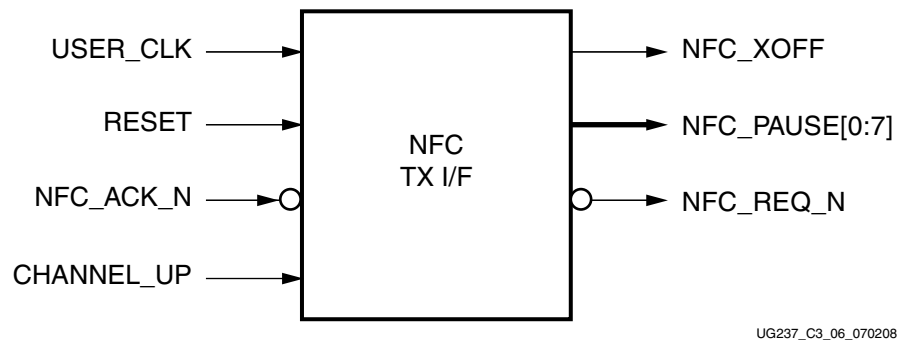 USER_CLK
RESET
NFC_ACK_N
CHANNEL_UP
NFC
TX I/F
NFC_XOFF
NFC_PAUSE[0:7]
NFC_REQ_N
UG237_C3_06_070208